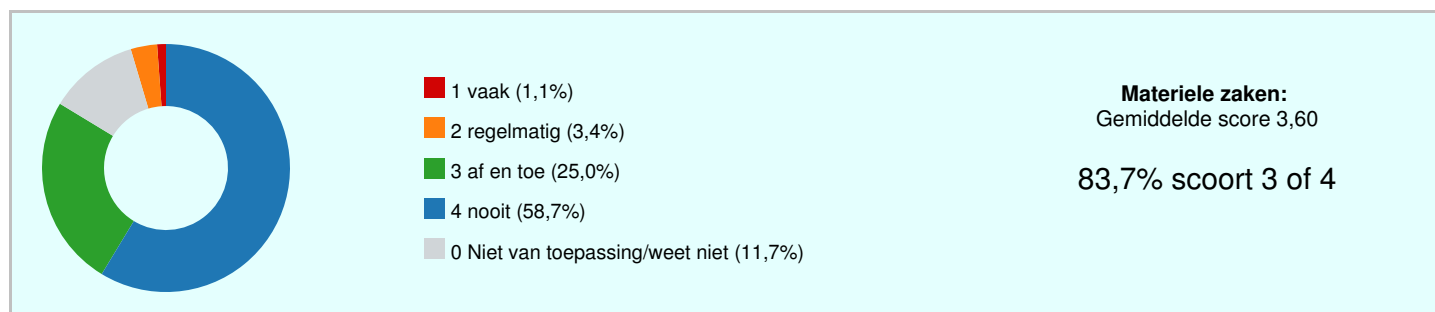 1 vaak (1,1%)
2 regelmatig (3,4%)
3 af en toe (25,0%)
4 nooit (58,7%)
0 Niet van toepassing/weet niet (11,7%)
Materiele zaken:
Gemiddelde score 3,60
83,7% scoort 3 of 4